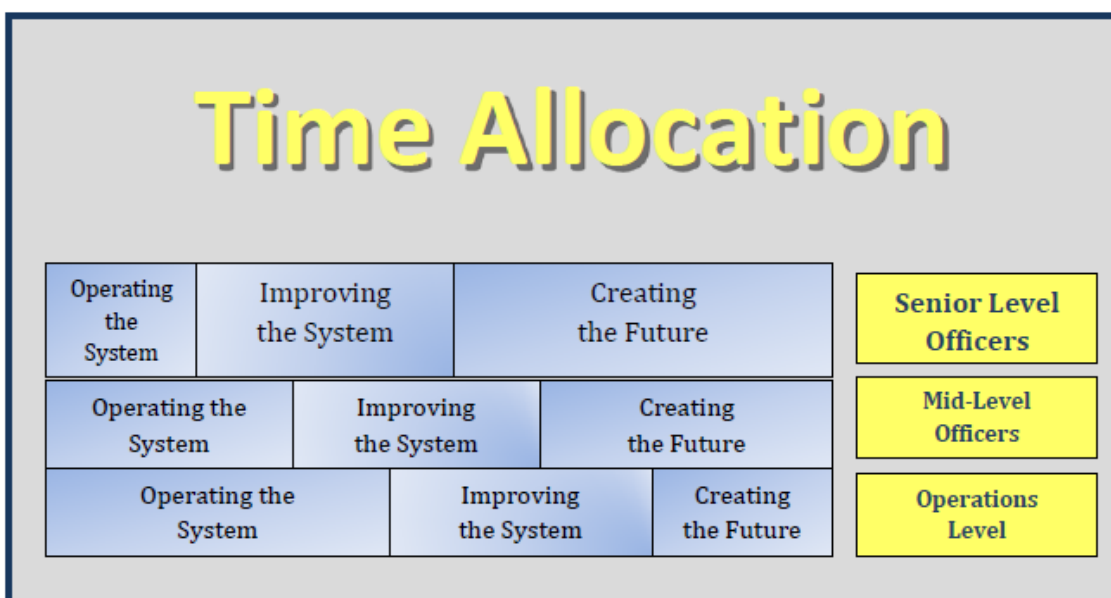 Time Allocation
Operating
the
System
Improving
the System
Creating
the Future
Senior Level
Officers
Operating the
System
Improving
the System
Creating
the Future
Mid-Level
Officers
Operating the
System
Improving
the System
Creating
the Future
Operations
Level